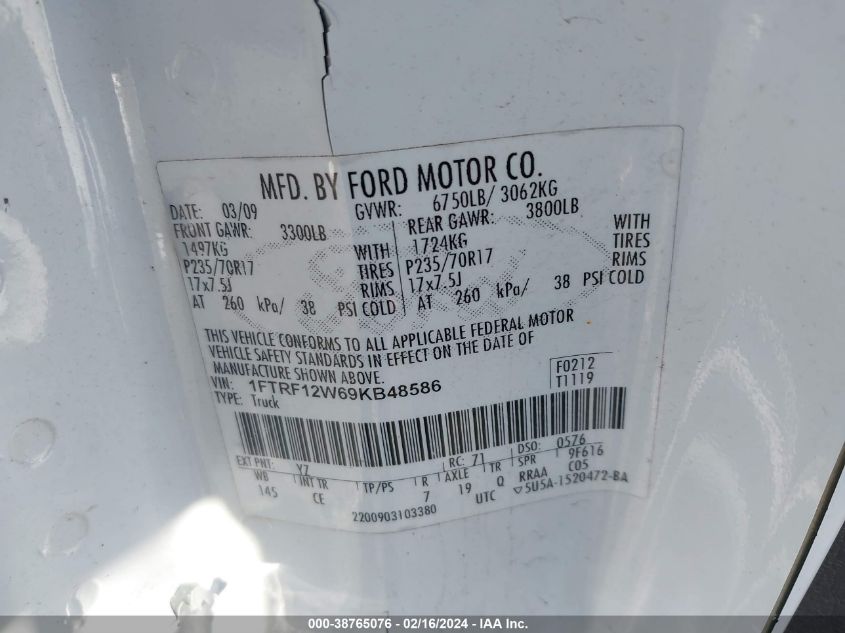 MFD. BY FORD MOTOR CO.
DATE: 03/09 GVWR: 6750LB/ 3062KG
FRONT GAWR: 3300LB REAR GAWR: 3800LB
1497KG WITH 1724KG WITH
P235/70R17 TIRES P235/70R17 TIRES
17x7.5J RIMS 17x7.5J RIMS
AT 260 kPa/ 38 PSI COLD AT 260 kPa/ 38 PSI COLD
THIS VEHICLE CONFORMS TO ALL APPLICABLE FEDERAL MOTOR
VEHICLE SAFETY STANDARDS IN EFFECT ON THE DATE OF
MANUFACTURE SHOWN ABOVE.
VIN: 1FTRF12W69KB48586 F0212
TYPE: Truck T1119
EXT PNT: YZ RC: 71 DSO: 0576
WB INT TR TP/PS R AXLE TR SPR 9F616
145 CE 7 19 Q RRAA C05
UTC ▽5U5A-1520472-BA
2200903103380
000-38765076 - 02/16/2024 - IAA Inc.